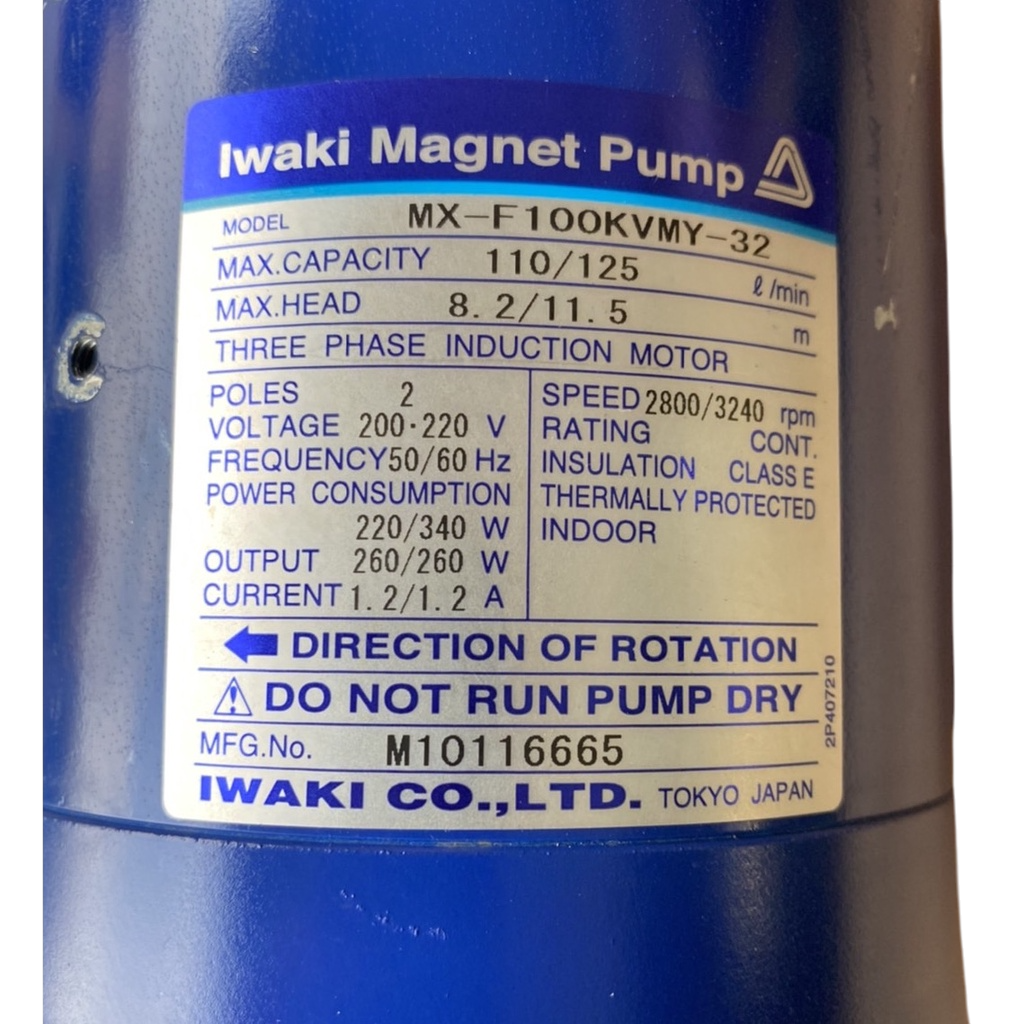 Iwaki Magnet Pump
MODEL MX-F100KVMY-32
MAX.CAPACITY 110/125 ℓ/min
MAX.HEAD 8.2/11.5 m
THREE PHASE INDUCTION MOTOR
POLES 2
VOLTAGE 200·220 V
FREQUENCY 50/60 Hz
POWER CONSUMPTION
220/340 W
OUTPUT 260/260 W
CURRENT 1.2/1.2 A
SPEED 2800/3240 rpm
RATING CONT.
INSULATION CLASS E
THERMALLY PROTECTED
INDOOR
DIRECTION OF ROTATION
DO NOT RUN PUMP DRY
MFG.No. M10116665
IWAKI CO.,LTD. TOKYO JAPAN
2P407210